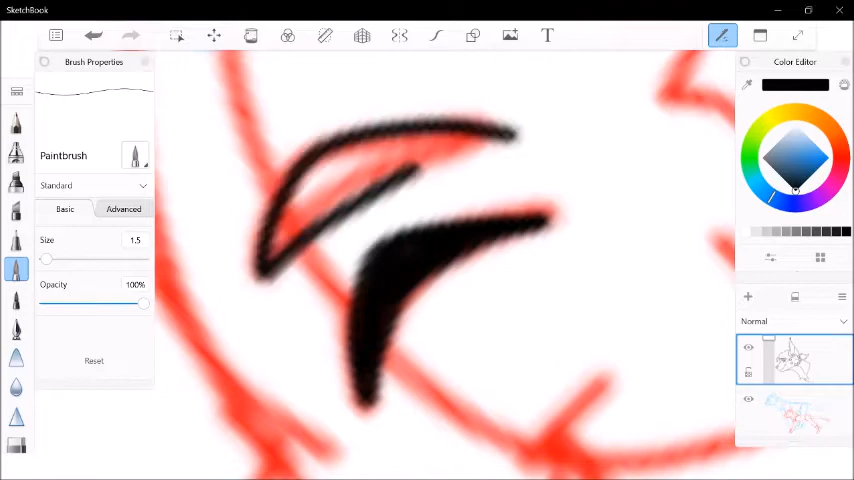 SketchBook
T
Brush Properties
Color Editor
Paintbrush
Standard
Basic Advanced
Size 1.5
Opacity 100%
Normal
Reset